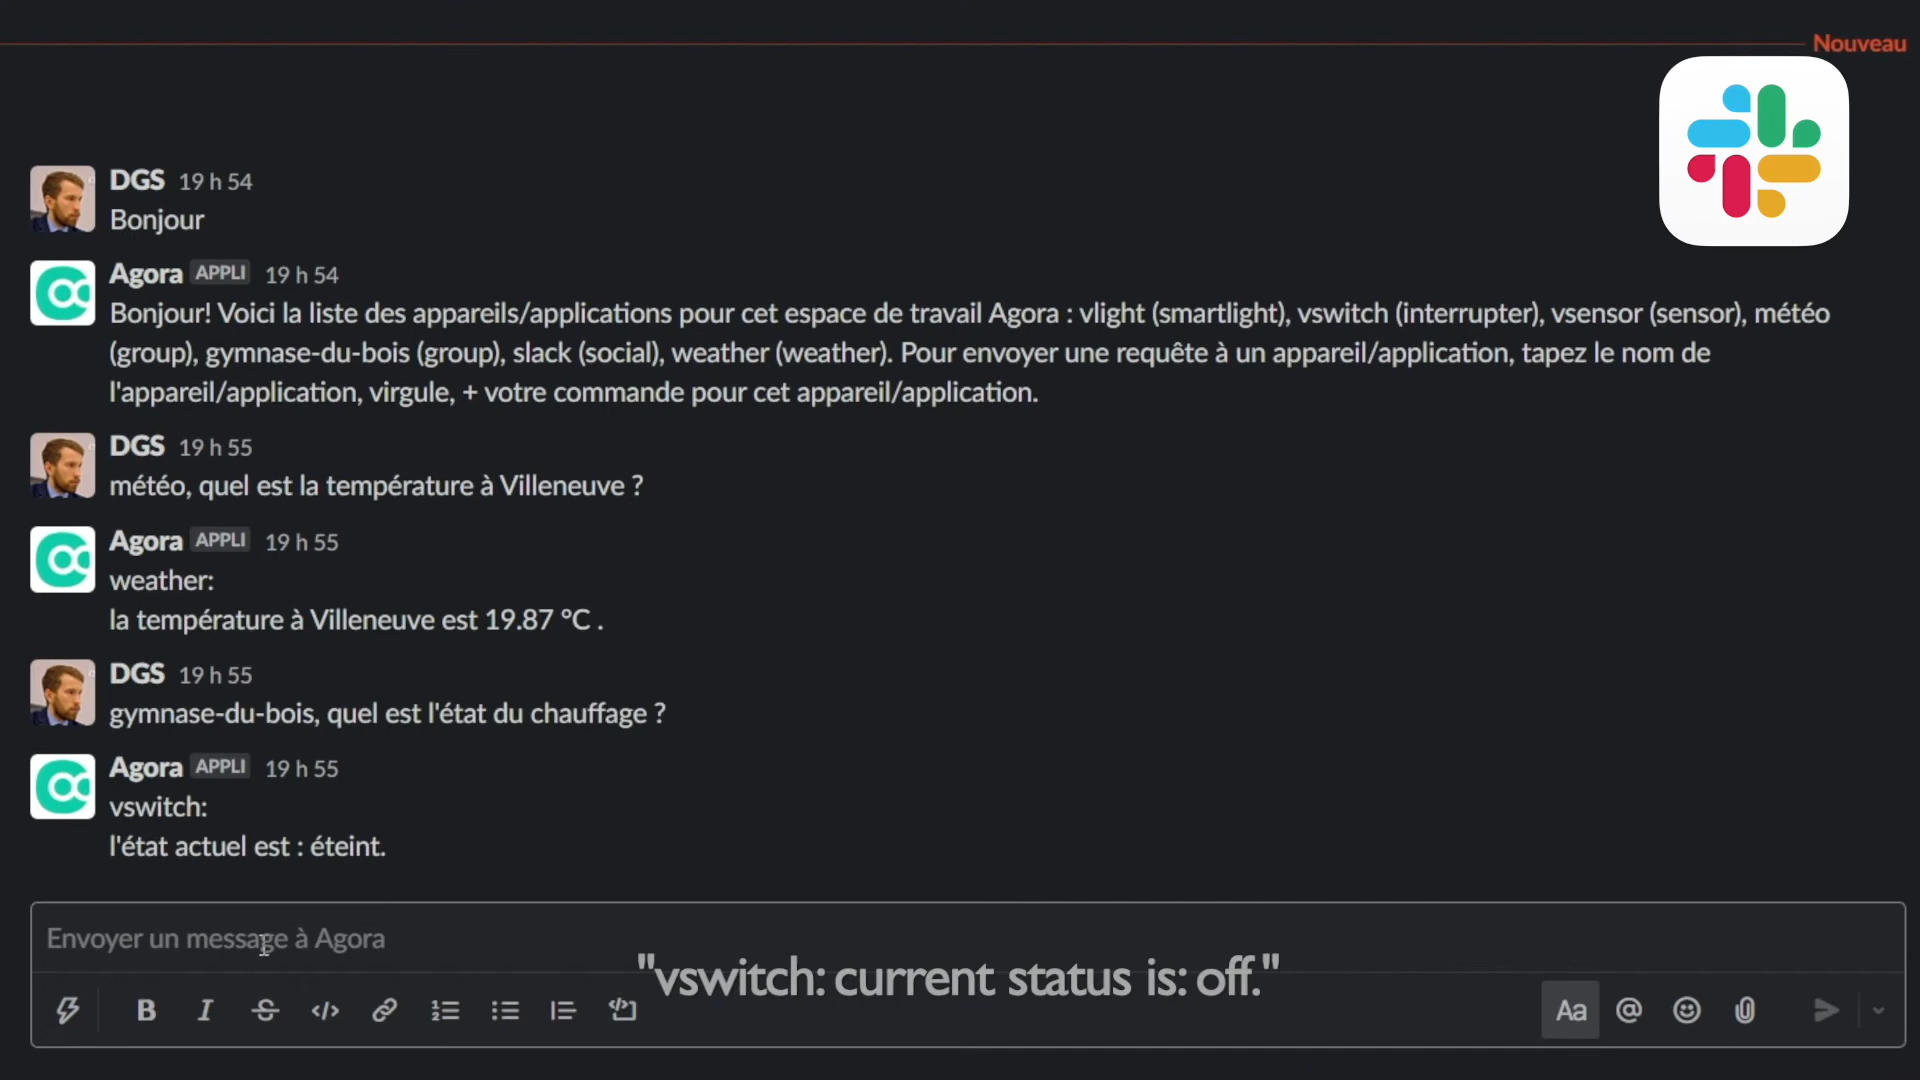 Nouveau
DGS 19 h 54
Bonjour
Agora APPLI 19 h 54
Bonjour! Voici la liste des appareils/applications pour cet espace de travail Agora : vlight (smartlight), vswitch (interrupter), vsensor (sensor), météo
(group), gymnase-du-bois (group), slack (social), weather (weather). Pour envoyer une requête à un appareil/application, tapez le nom de
l'appareil/application, virgule, + votre commande pour cet appareil/application.
DGS 19 h 55
météo, quel est la température à Villeneuve ?
Agora APPLI 19 h 55
weather:
la température à Villeneuve est 19.87 °C .
DGS 19 h 55
gymnase-du-bois, quel est l'état du chauffage ?
Agora APPLI 19 h 55
vswitch:
l'état actuel est : éteint.
Envoyer un message à Agora
"vswitch: current status is: off."
B I S </> Aa @